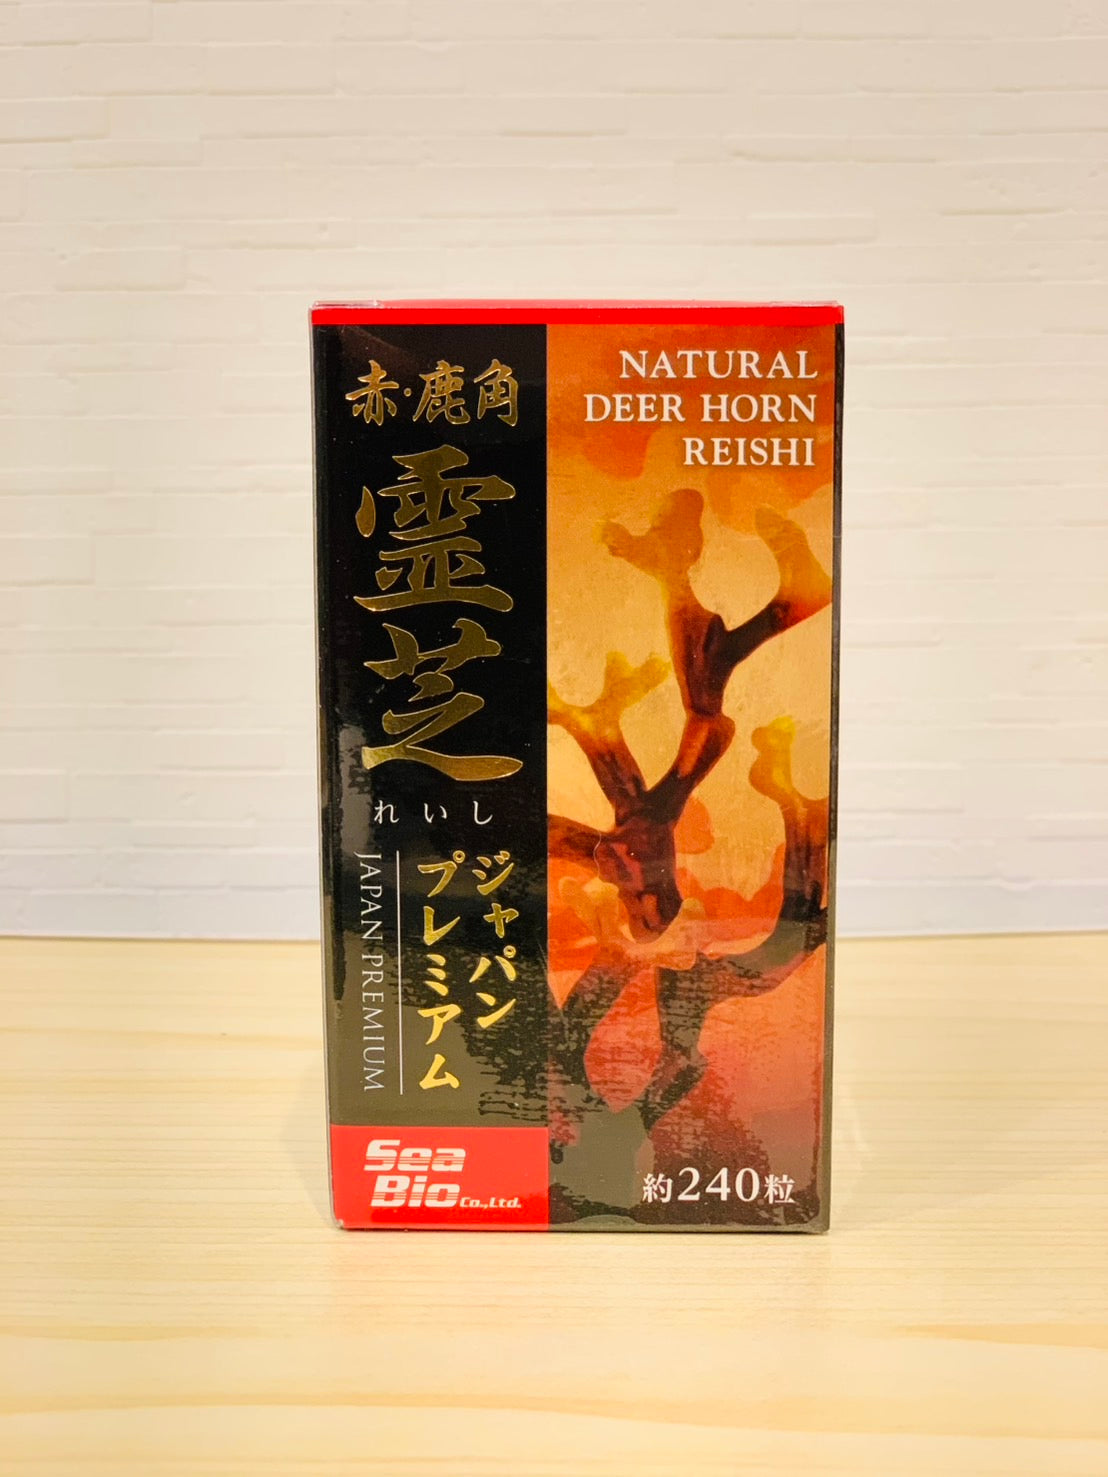 赤・鹿角
霊芝
れいし
ジャパン
プレミアム
JAPAN PREMIUM
NATURAL
DEER HORN
REISHI
Sea
Bio Co.,Ltd.
約240粒